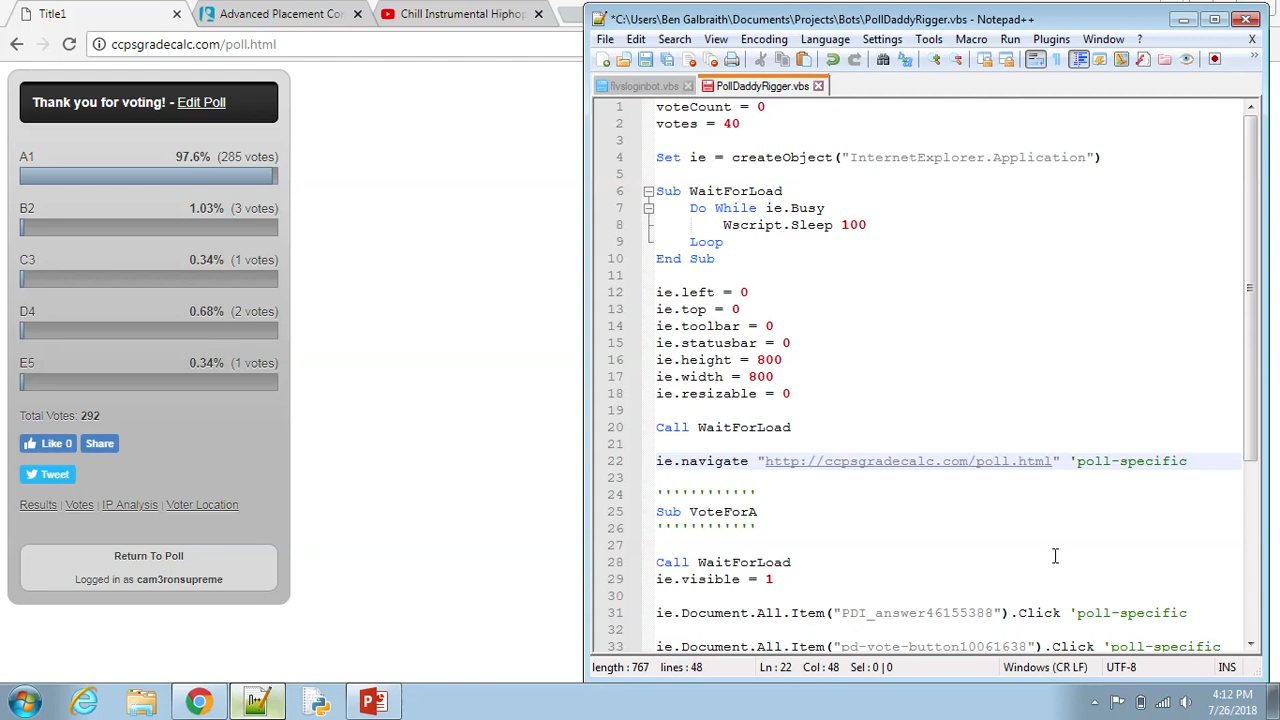 Title1
Advanced Placement Cor
Chill Instrumental Hiphop
ccpsgradecalc.com/poll.html
Thank you for voting! - Edit Poll
A1 97.6% (285 votes)
B2 1.03% (3 votes)
C3 0.34% (1 votes)
D4 0.68% (2 votes)
E5 0.34% (1 votes)
Total Votes: 292
Like 0 Share
Tweet
Results | Votes | IP Analysis | Voter Location
Return To Poll
Logged in as cam3ronsupreme
*C:\Users\Ben Galbraith\Documents\Projects\Bots\PollDaddyRigger.vbs - Notepad++
File Edit Search View Encoding Language Settings Tools Macro Run Plugins Window ? X
flvsloginbot.vbs PollDaddyRigger.vbs
1 voteCount = 0
2 votes = 40
3
4 Set ie = createObject("InternetExplorer.Application")
5
6 Sub WaitForLoad
7 Do While ie.Busy
8 Wscript.Sleep 100
9 Loop
10 End Sub
11
12 ie.left = 0
13 ie.top = 0
14 ie.toolbar = 0
15 ie.statusbar = 0
16 ie.height = 800
17 ie.width = 800
18 ie.resizable = 0
19
20 Call WaitForLoad
21
22 ie.navigate "http://ccpsgradecalc.com/poll.html" 'poll-specific
23
24 ''''''''''''
25 Sub VoteForA
26 ''''''''''''
27
28 Call WaitForLoad
29 ie.visible = 1
30
31 ie.Document.All.Item("PDI_answer46155388").Click 'poll-specific
32
33 ie.Document.All.Item("pd-vote-button10061638").Click 'poll-specific
length : 767 lines : 48 Ln : 22 Col : 48 Sel : 0 | 0 Windows (CR LF) UTF-8 INS
4:12 PM
7/26/2018